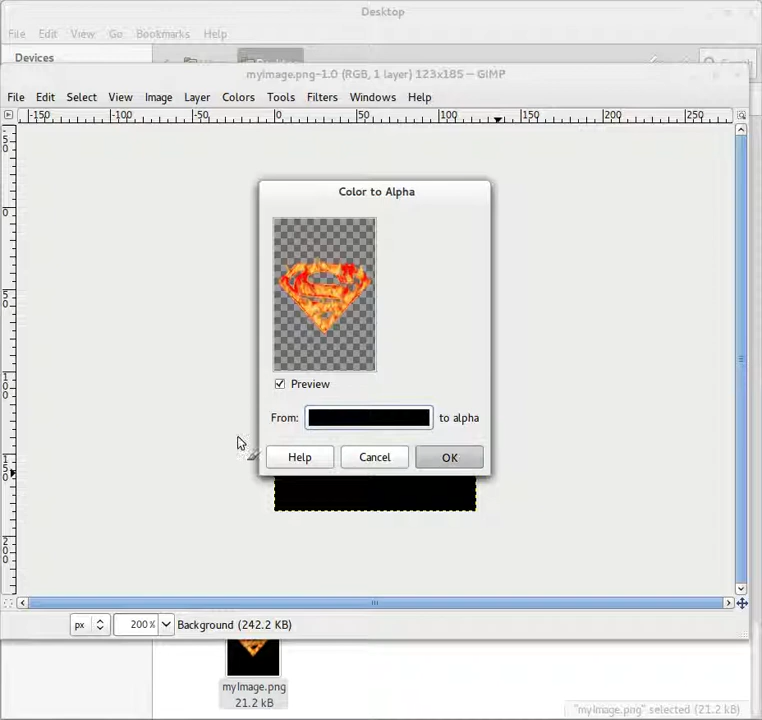 Desktop
File Edit View Go Bookmarks Help
Devices
myImage.png-1.0 (RGB, 1 layer) 123x185 – GIMP
File Edit Select View Image Layer Colors Tools Filters Windows Help
-150 -100 -50 0 50 100 150 200 250
Color to Alpha
Preview
From: to alpha
Help Cancel OK
px 200% Background (242.2 KB)
myImage.png
21.2 kB
"myImage.png" selected (21.2 kB)